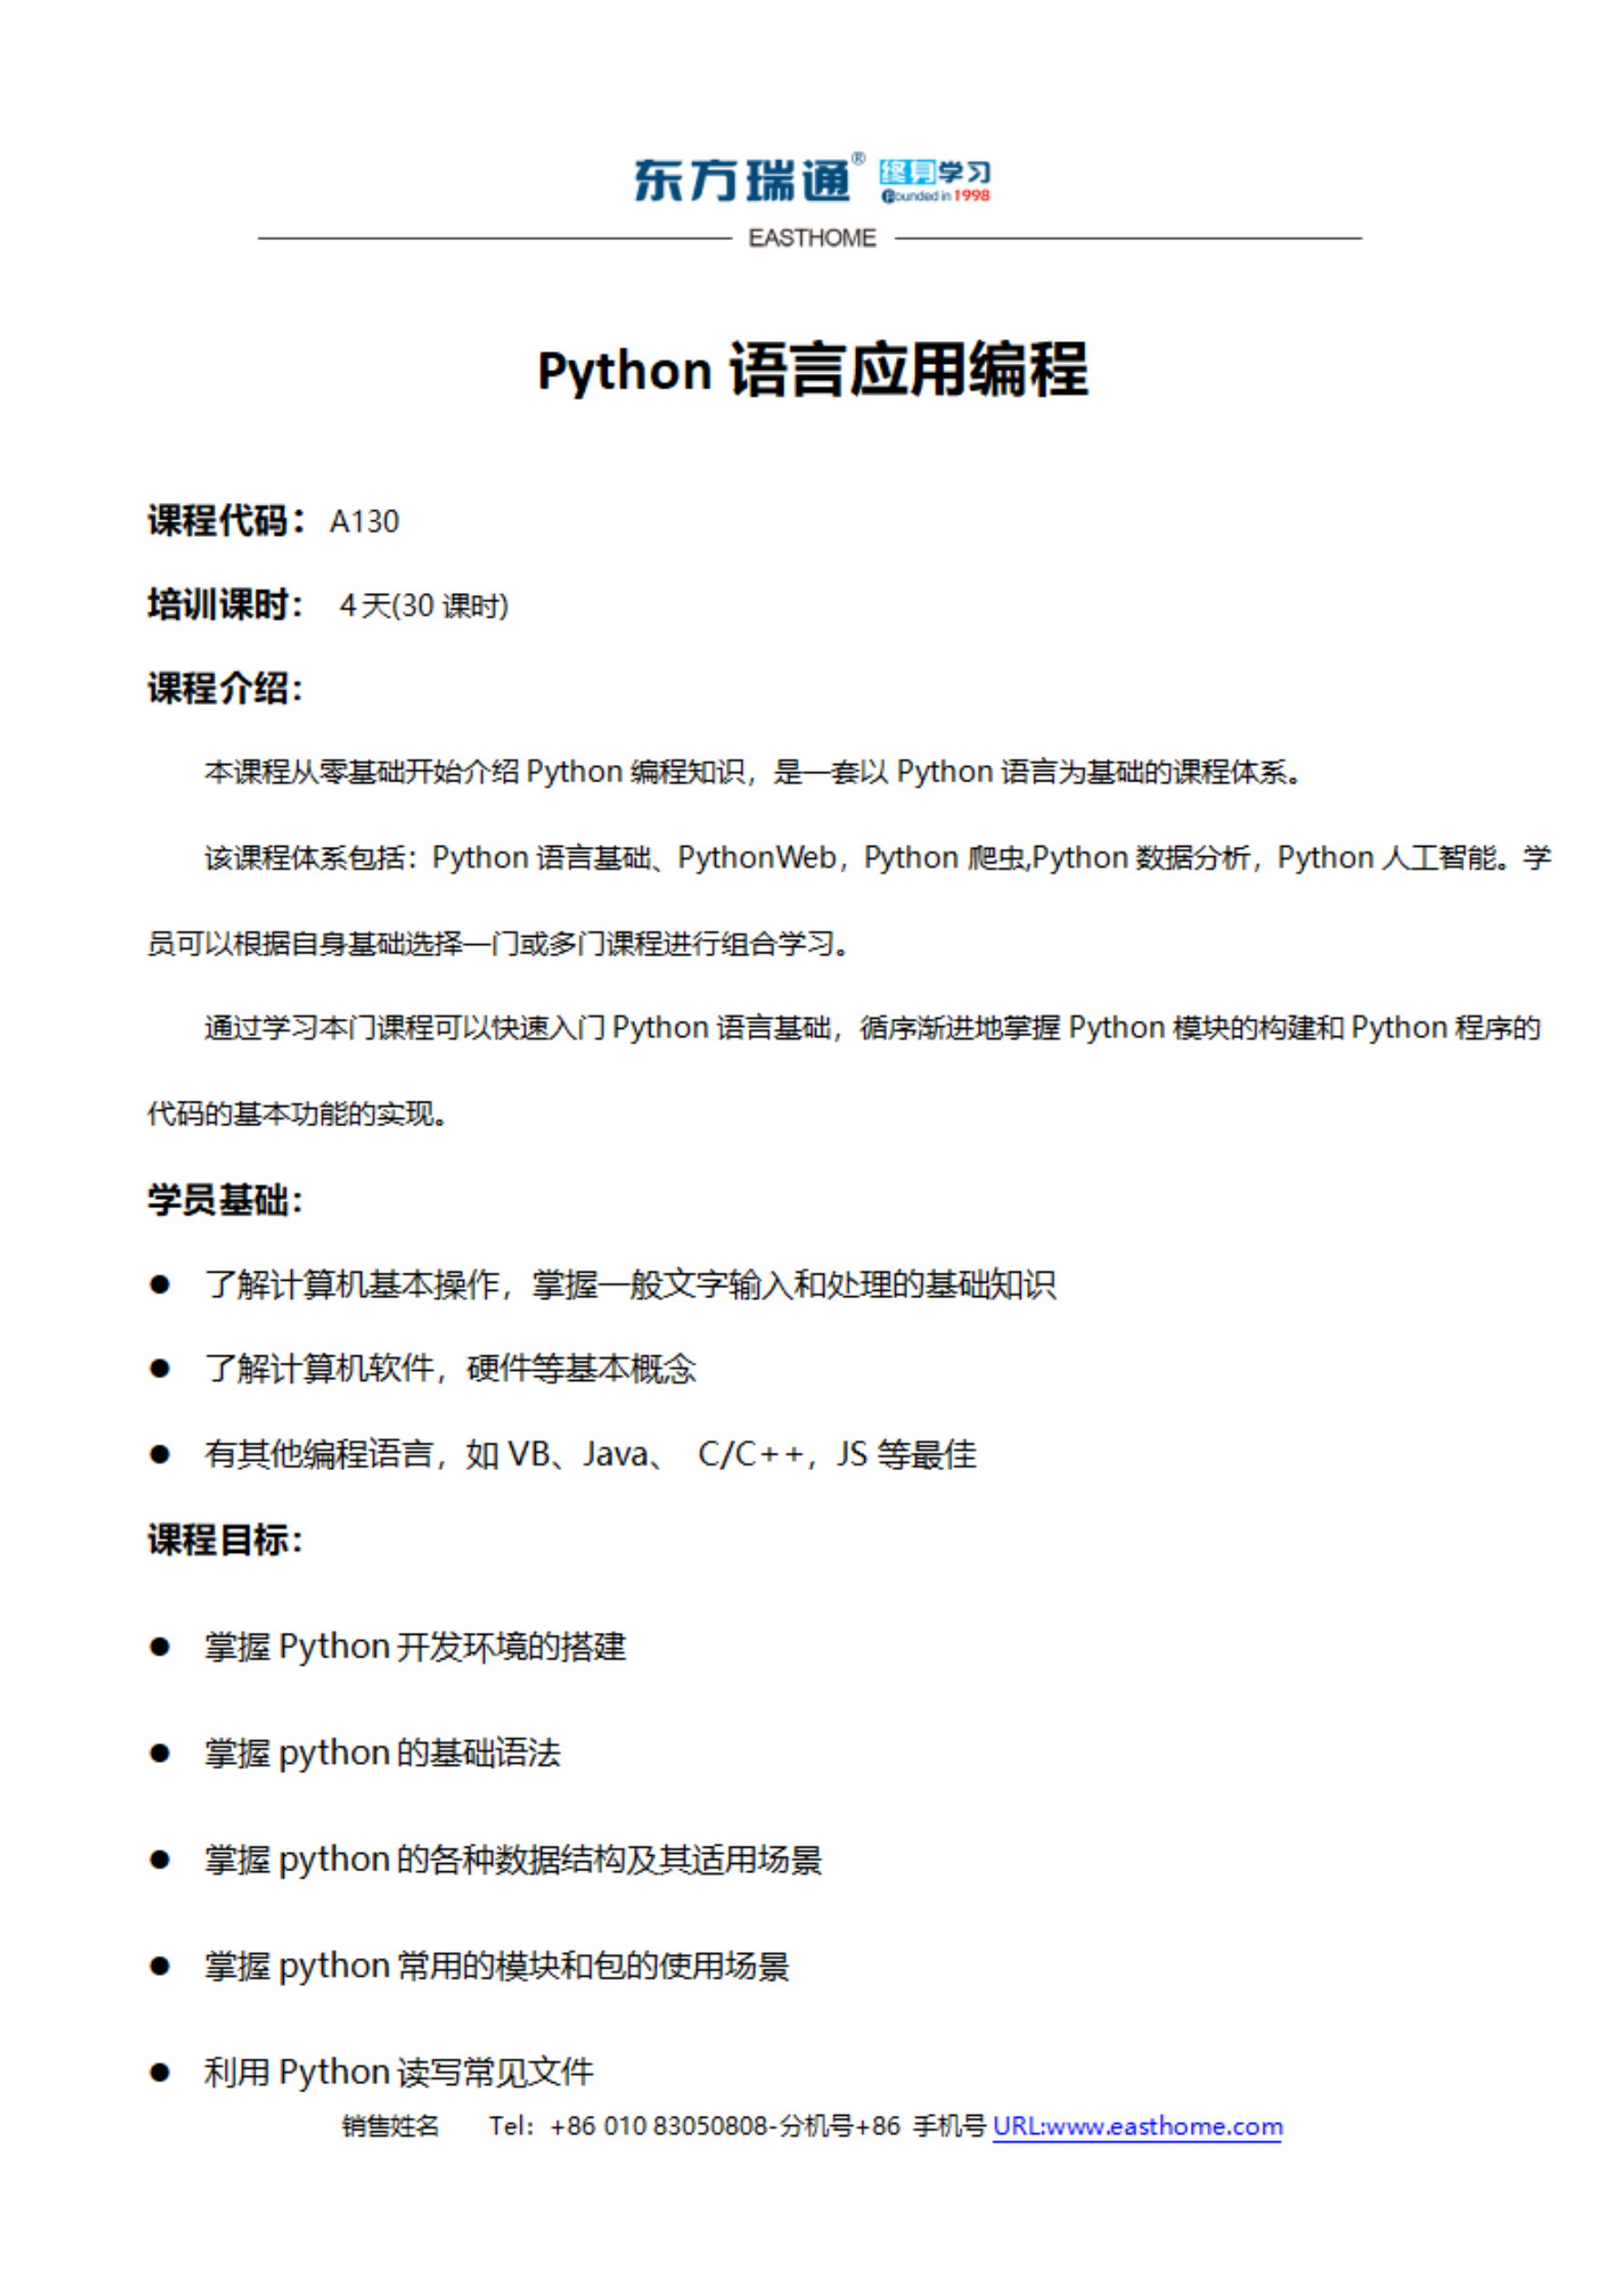 东方瑞通® 终身学习
Founded in 1998
EASTHOME
Python 语言应用编程
课程代码：A130
培训课时： 4 天(30 课时)
课程介绍：
本课程从零基础开始介绍 Python 编程知识，是一套以 Python 语言为基础的课程体系。
该课程体系包括：Python 语言基础、PythonWeb，Python 爬虫,Python 数据分析，Python 人工智能。学
员可以根据自身基础选择一门或多门课程进行组合学习。
通过学习本门课程可以快速入门 Python 语言基础，循序渐进地掌握 Python 模块的构建和 Python 程序的
代码的基本功能的实现。
学员基础：
● 了解计算机基本操作，掌握一般文字输入和处理的基础知识
● 了解计算机软件，硬件等基本概念
● 有其他编程语言，如 VB、Java、 C/C++，JS 等最佳
课程目标：
● 掌握 Python 开发环境的搭建
● 掌握 python 的基础语法
● 掌握 python 的各种数据结构及其适用场景
● 掌握 python 常用的模块和包的使用场景
● 利用 Python 读写常见文件
销售姓名 Tel：+86 010 83050808-分机号+86 手机号 URL:www.easthome.com